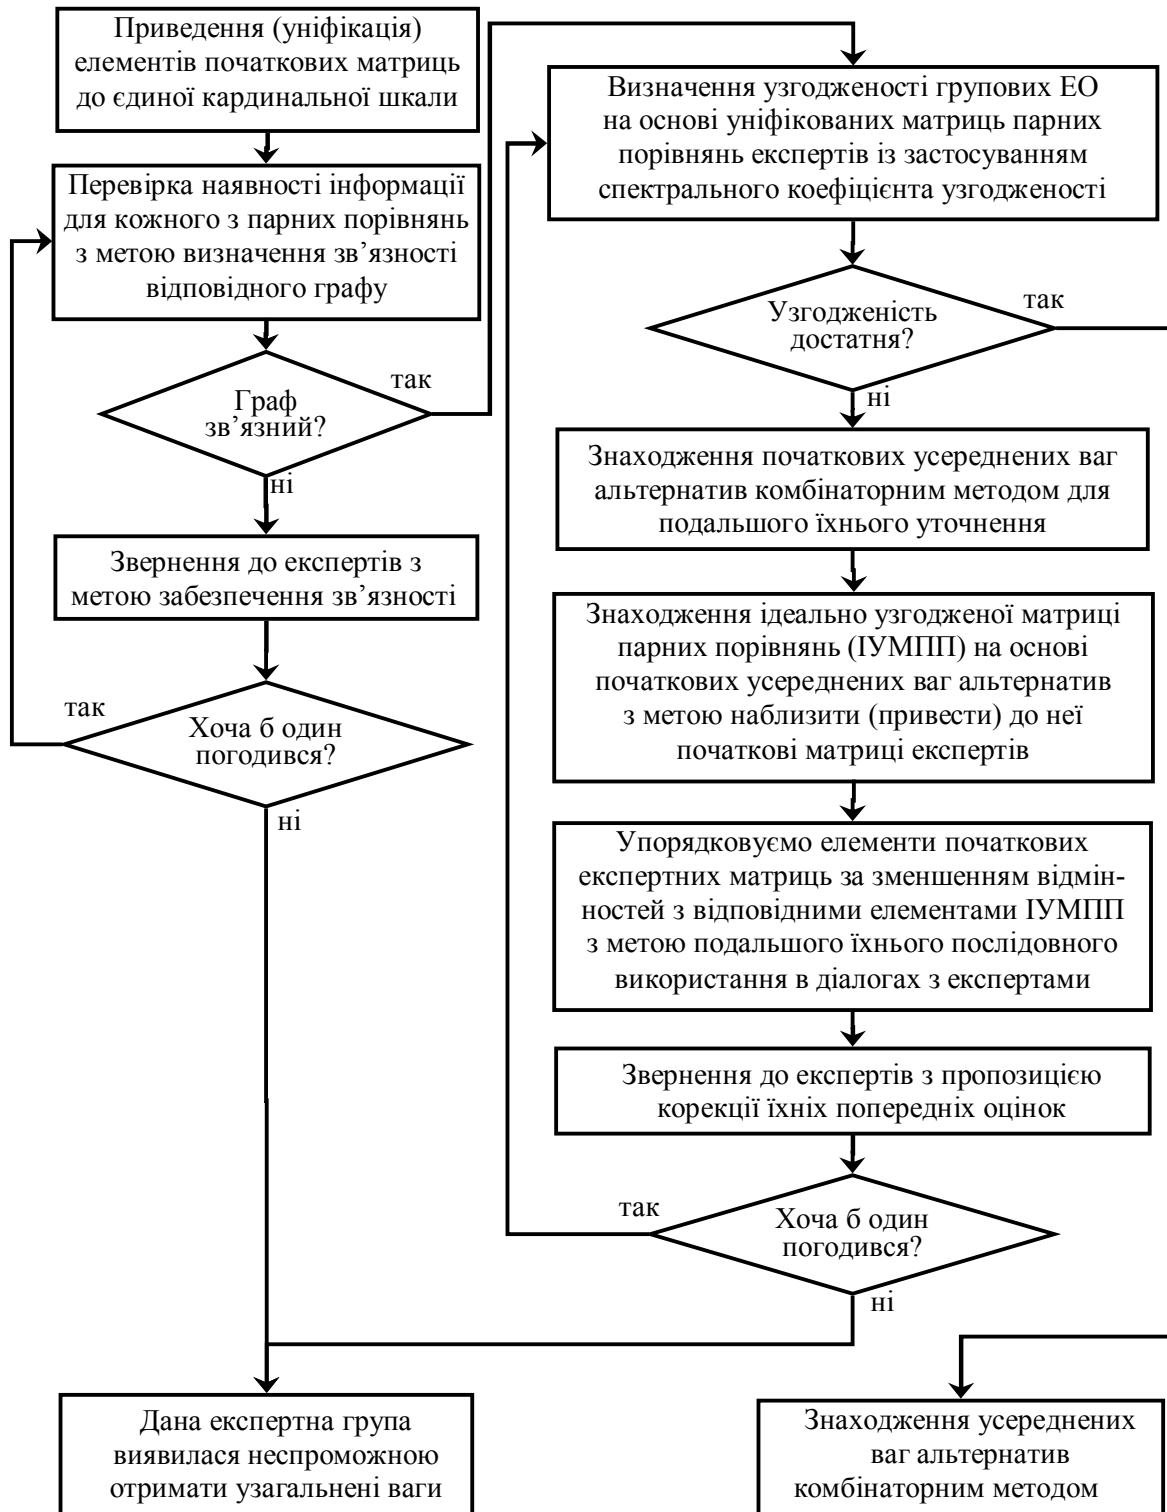 Приведення (уніфікація)
елементів початкових матриць
до єдиної кардинальної шкали
Перевірка наявності інформації
для кожного з парних порівнянь
з метою визначення зв’язності
відповідного графу
Граф
зв’язний?
так
ні
Звернення до експертів з
метою забезпечення зв’язності
Хоча б один
погодився?
так
ні
Визначення узгодженості групових ЕО
на основі уніфікованих матриць парних
порівнянь експертів із застосуванням
спектрального коефіцієнта узгодженості
Узгодженість
достатня?
так
ні
Знаходження початкових усереднених ваг
альтернатив комбінаторним методом для
подальшого їхнього уточнення
Знаходження ідеально узгодженої матриці
парних порівнянь (ІУМПП) на основі
початкових усереднених ваг альтернатив
з метою наблизити (привести) до неї
початкові матриці експертів
Упорядковуємо елементи початкових
експертних матриць за зменшенням відмін-
ностей з відповідними елементами ІУМПП
з метою подальшого їхнього послідовного
використання в діалогах з експертами
Звернення до експертів з пропозицією
корекції їхніх попередніх оцінок
Хоча б один
погодився?
так
ні
Дана експертна група
виявилася неспроможною
отримати узагальнені ваги
Знаходження усереднених
ваг альтернатив
комбінаторним методом